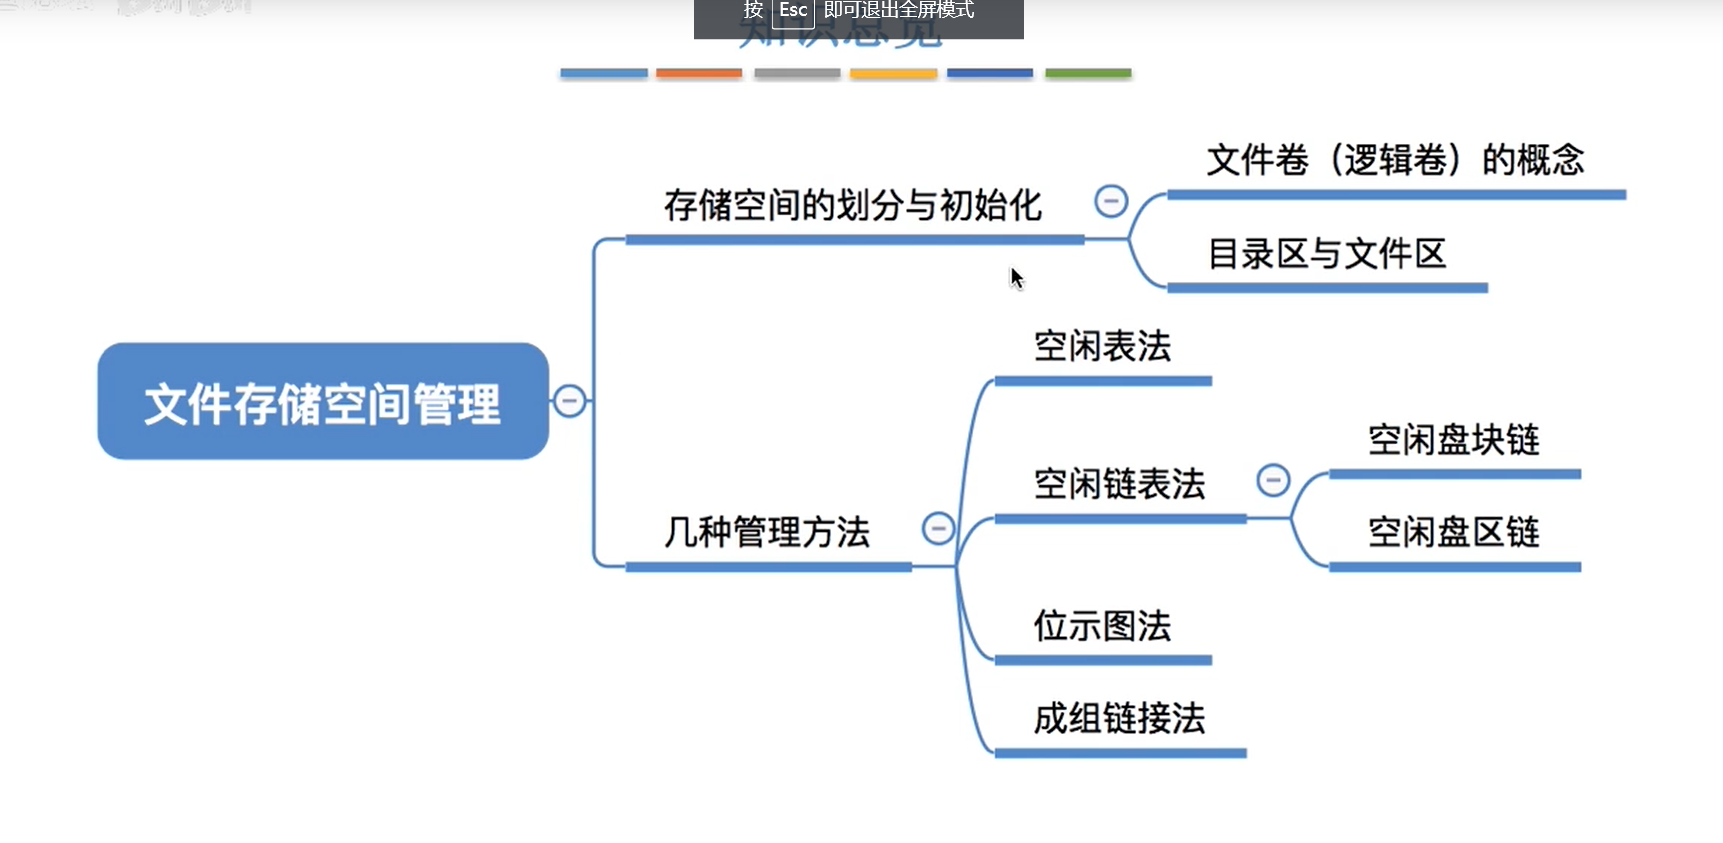 按 Esc 即可退出全屏模式
知识总览
文件卷（逻辑卷）的概念
存储空间的划分与初始化
目录区与文件区
空闲表法
文件存储空间管理
空闲盘块链
空闲链表法
几种管理方法
空闲盘区链
位示图法
成组链接法